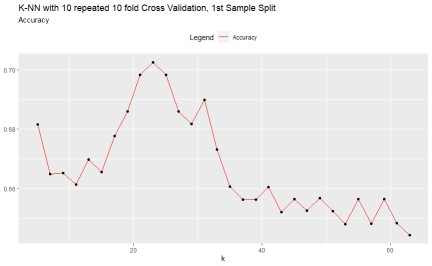 K-NN with 10 repeated 10 fold Cross Validation, 1st Sample Split
Accuracy
Legend Accuracy
0.70
0.68
0.66
20 40 60
k